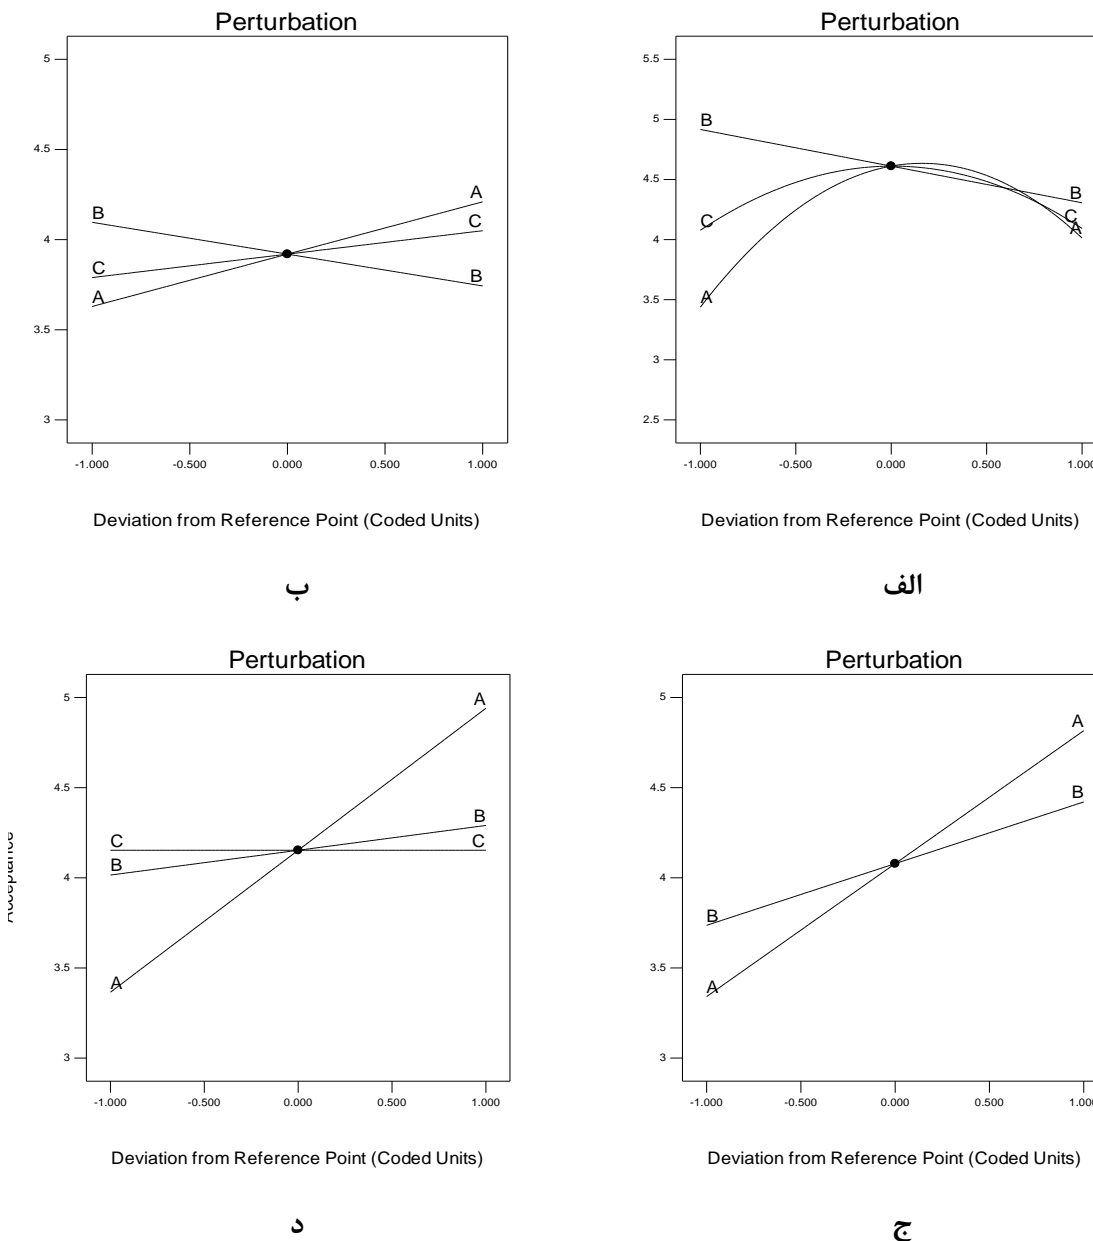 Perturbation
5
4.5
4
3.5
3
B
C
A
A
C
B
-1.000
-0.500
0.000
0.500
1.000
Deviation from Reference Point (Coded Units)
ب
Perturbation
5.5
5
4.5
4
3.5
3
2.5
B
C
A
B
C
A
-1.000
-0.500
0.000
0.500
1.000
Deviation from Reference Point (Coded Units)
الف
Perturbation
Acceptance
5
4.5
4
3.5
3
C
B
A
A
B
C
-1.000
-0.500
0.000
0.500
1.000
Deviation from Reference Point (Coded Units)
د
Perturbation
5
4.5
4
3.5
3
B
A
A
B
-1.000
-0.500
0.000
0.500
1.000
Deviation from Reference Point (Coded Units)
ج